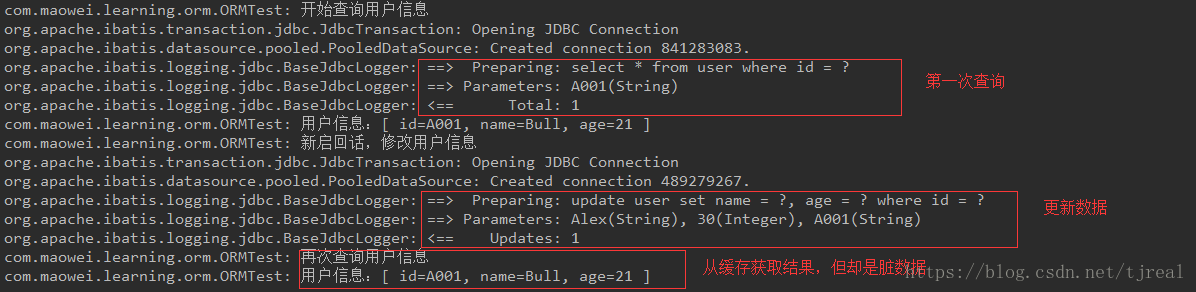 com.maowei.learning.orm.ORMTest: 开始查询用户信息
org.apache.ibatis.transaction.jdbc.JdbcTransaction: Opening JDBC Connection
org.apache.ibatis.datasource.pooled.PooledDataSource: Created connection 841283083.
org.apache.ibatis.logging.jdbc.BaseJdbcLogger: ==>  Preparing: select * from user where id = ?
org.apache.ibatis.logging.jdbc.BaseJdbcLogger: ==> Parameters: A001(String)
第一次查询
org.apache.ibatis.logging.jdbc.BaseJdbcLogger: <==      Total: 1
com.maowei.learning.orm.ORMTest: 用户信息：[ id=A001, name=Bull, age=21 ]
com.maowei.learning.orm.ORMTest: 新启回话，修改用户信息
org.apache.ibatis.transaction.jdbc.JdbcTransaction: Opening JDBC Connection
org.apache.ibatis.datasource.pooled.PooledDataSource: Created connection 489279267.
org.apache.ibatis.logging.jdbc.BaseJdbcLogger: ==>  Preparing: update user set name = ?, age = ? where id = ?
org.apache.ibatis.logging.jdbc.BaseJdbcLogger: ==> Parameters: Alex(String), 30(Integer), A001(String)
更新数据
org.apache.ibatis.logging.jdbc.BaseJdbcLogger: <==    Updates: 1
com.maowei.learning.orm.ORMTest: 再次查询用户信息
com.maowei.learning.orm.ORMTest: 用户信息：[ id=A001, name=Bull, age=21 ]
从缓存获取结果，但却是脏数据
https://blog.csdn.net/tjreal